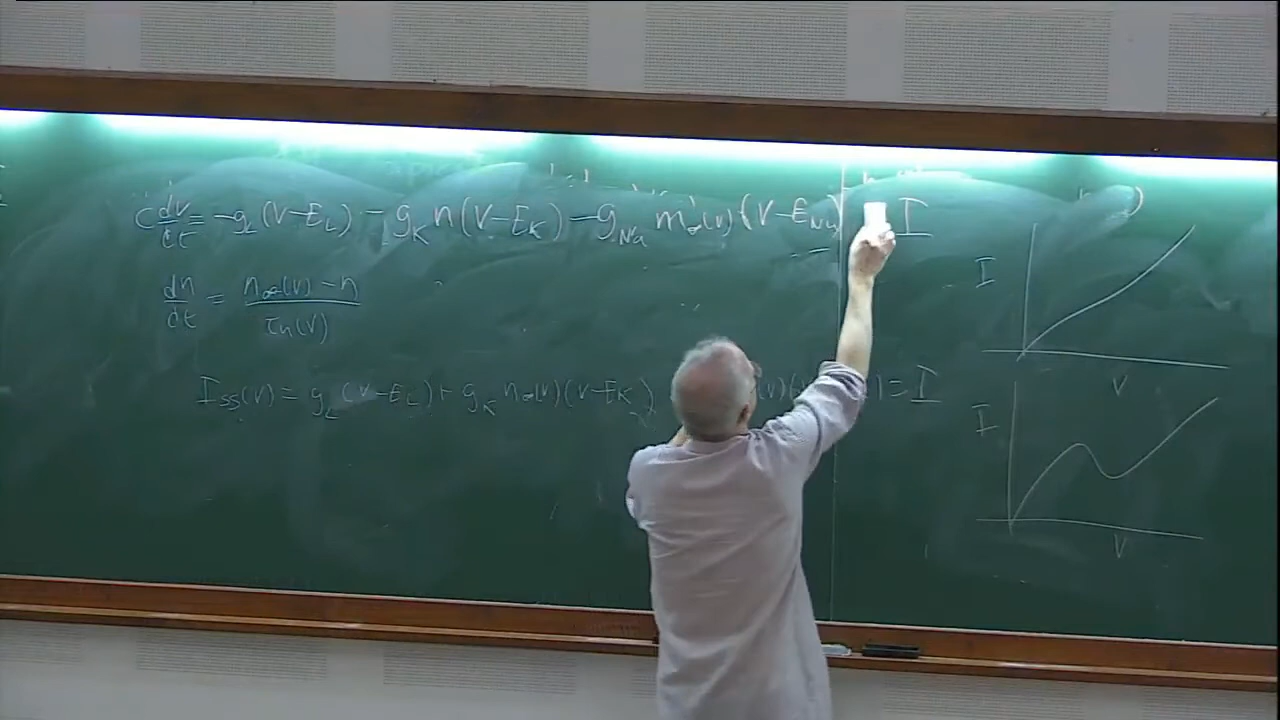 C dV/dt = -g_L(V-E_L) - g_K n(V-E_K) - g_Na m_∞(V)(V-E_Na) I
dn/dt = (n_∞(V) - n)/τ_n(V)
I_SS(V) = g_L(V-E_L) + g_K n_∞(V)(V-E_K) = I
I
V
I
V